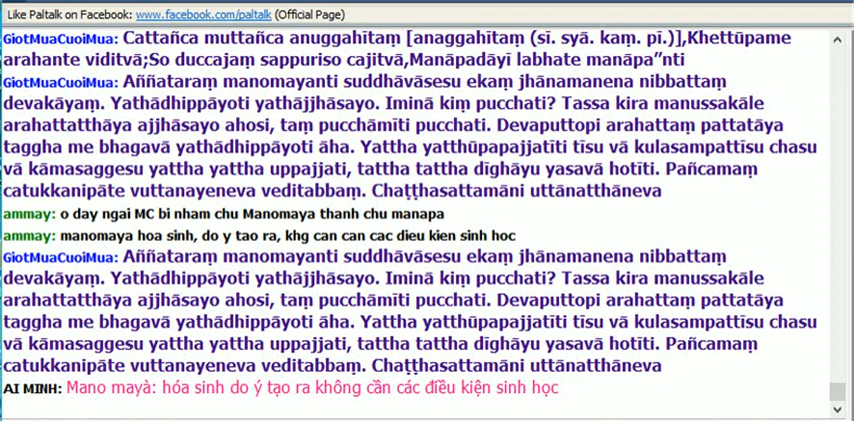 Like Paltalk on Facebook: www.facebook.com/paltalk (Official Page)
GiotMuaCuoiMua: Cattañca muttañca anuggahītaṃ [anaggahītaṃ (sī. syā. kaṃ. pī.)],Khettūpame
arahante viditvā;So duccajaṃ sappuriso cajitvā,Manāpadāyī labhate manāpa”nti
GiotMuaCuoiMua: Aññataraṃ manomayanti suddhāvāsesu ekaṃ jhānamanena nibbattaṃ
devakāyaṃ. Yathādhippāyoti yathājjhāsayo. Iminā kiṃ pucchati? Tassa kira manussakāle
arahattatthāya ajjhāsayo ahosi, taṃ pucchāmīti pucchati. Devaputtopi arahattaṃ pattatāya
taggha me bhagavā yathādhippāyoti āha. Yattha yatthūpapajjatīti tīsu vā kulasampattīsu chasu
vā kāmasaggesu yattha yattha uppajjati, tattha tattha dīghāyu yasavā hotīti. Pañcamaṃ
catukkanipāte vuttanayeneva veditabbaṃ. Chaṭṭhasattamāni uttānatthāneva
ammay: o day ngai MC bi nham chu Manomaya thanh chu manapa
ammay: manomaya hoa sinh, do y tao ra, khg can can cac dieu kien sinh hoc
GiotMuaCuoiMua: Aññataraṃ manomayanti suddhāvāsesu ekaṃ jhānamanena nibbattaṃ
devakāyaṃ. Yathādhippāyoti yathājjhāsayo. Iminā kiṃ pucchati? Tassa kira manussakāle
arahattatthāya ajjhāsayo ahosi, taṃ pucchāmīti pucchati. Devaputtopi arahattaṃ pattatāya
taggha me bhagavā yathādhippāyoti āha. Yattha yatthūpapajjatīti tīsu vā kulasampattīsu chasu
vā kāmasaggesu yattha yattha uppajjati, tattha tattha dīghāyu yasavā hotīti. Pañcamaṃ
catukkanipāte vuttanayeneva veditabbaṃ. Chaṭṭhasattamāni uttānatthāneva
AI MINH: Mano mayà: hóa sinh do ý tạo ra không cần các điều kiện sinh học